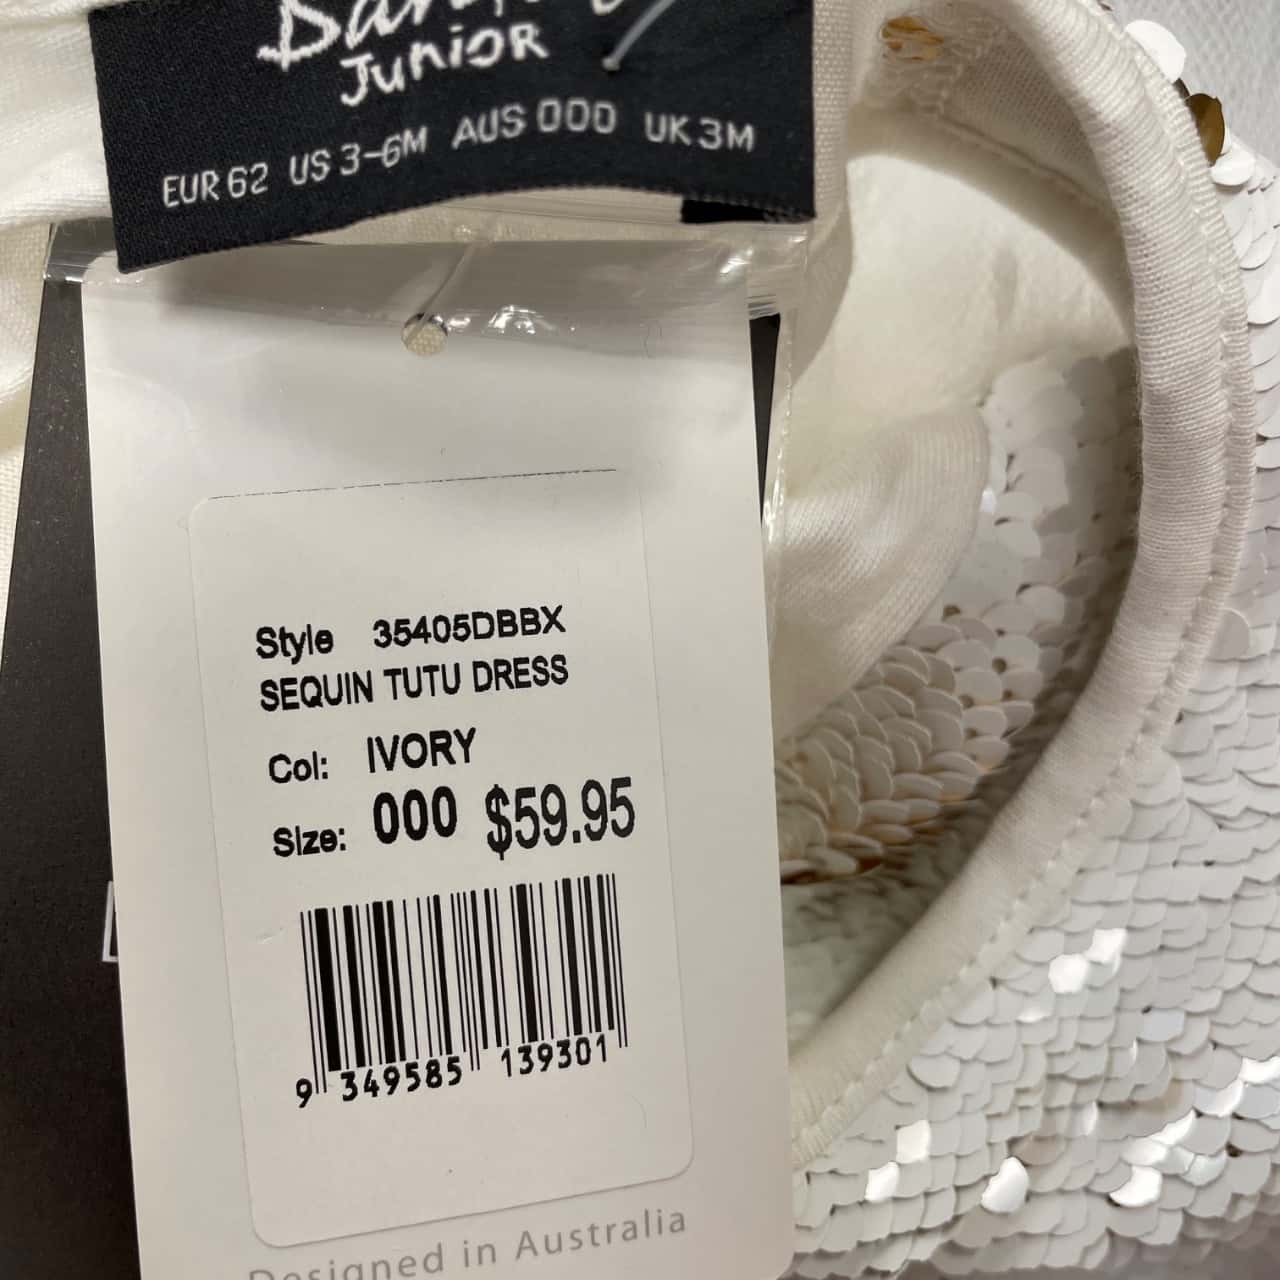 Junior
EUR 62 US 3-6M AUS 000 UK 3M
Style 35405DBBX
SEQUIN TUTU DRESS
Col: IVORY
Size: 000 $59.95
9 349585 139301
Designed in Australia